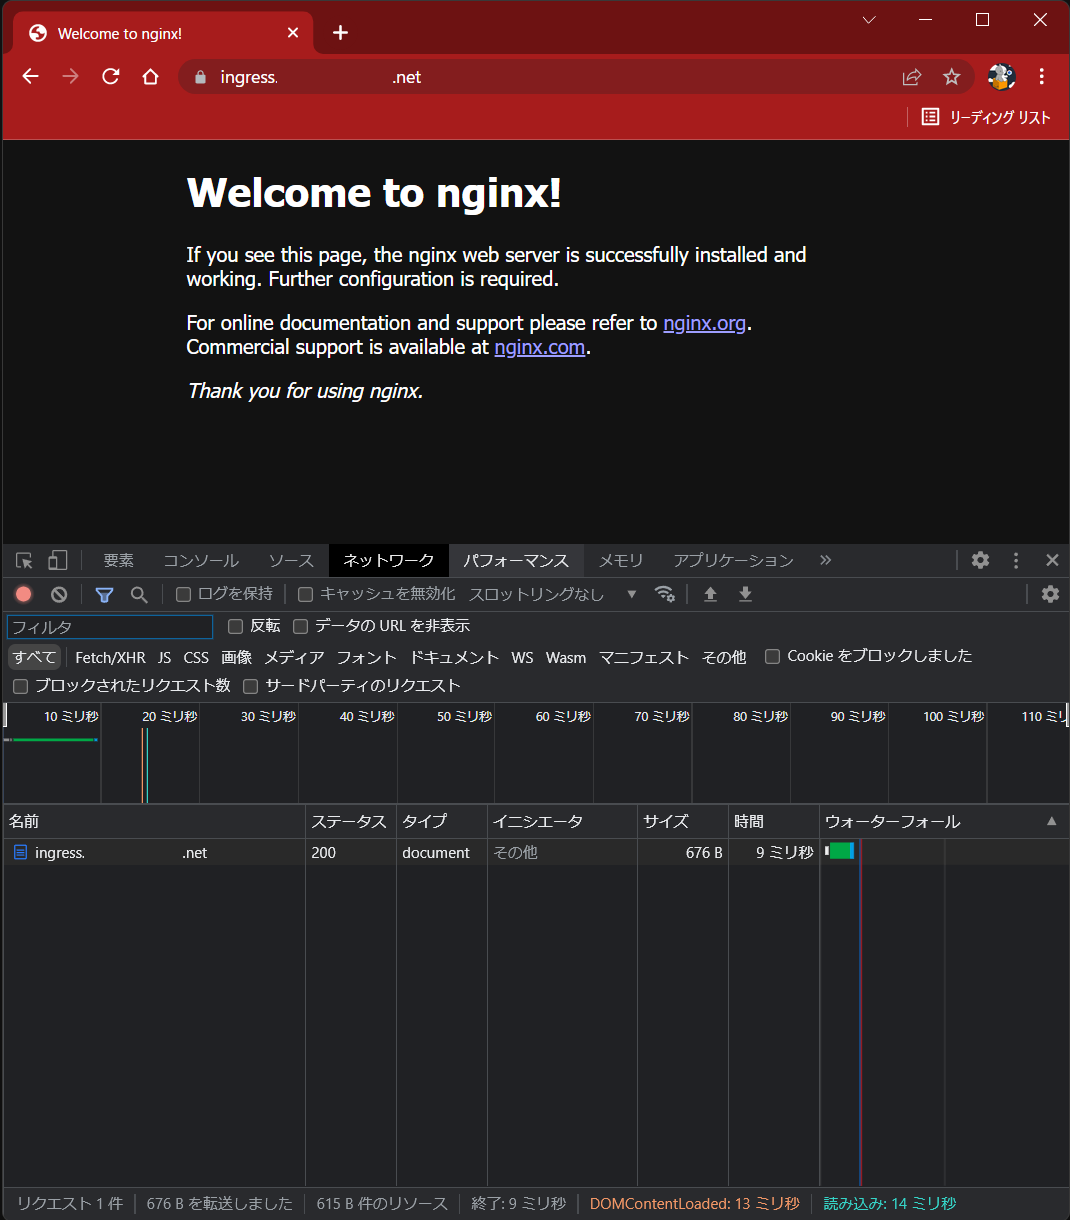 Welcome to nginx!
ingress. .net
リーディング リスト
Welcome to nginx!
If you see this page, the nginx web server is successfully installed and
working. Further configuration is required.
For online documentation and support please refer to nginx.org.
Commercial support is available at nginx.com.
Thank you for using nginx.
要素 コンソール ソース ネットワーク パフォーマンス メモリ アプリケーション »
ログを保持 キャッシュを無効化 スロットリングなし
フィルタ 反転 データの URL を非表示
すべて Fetch/XHR JS CSS 画像 メディア フォント ドキュメント WS Wasm マニフェスト その他 Cookie をブロックしました
ブロックされたリクエスト数 サードパーティのリクエスト
10 ミリ秒 20 ミリ秒 30 ミリ秒 40 ミリ秒 50 ミリ秒 60 ミリ秒 70 ミリ秒 80 ミリ秒 90 ミリ秒 100 ミリ秒 110 ミリ
名前 ステータス タイプ イニシエータ サイズ 時間 ウォーターフォール
ingress. .net 200 document その他 676 B 9 ミリ秒
リクエスト 1 件 676 B を転送しました 615 B 件のリソース 終了: 9 ミリ秒 DOMContentLoaded: 13 ミリ秒 読み込み: 14 ミリ秒